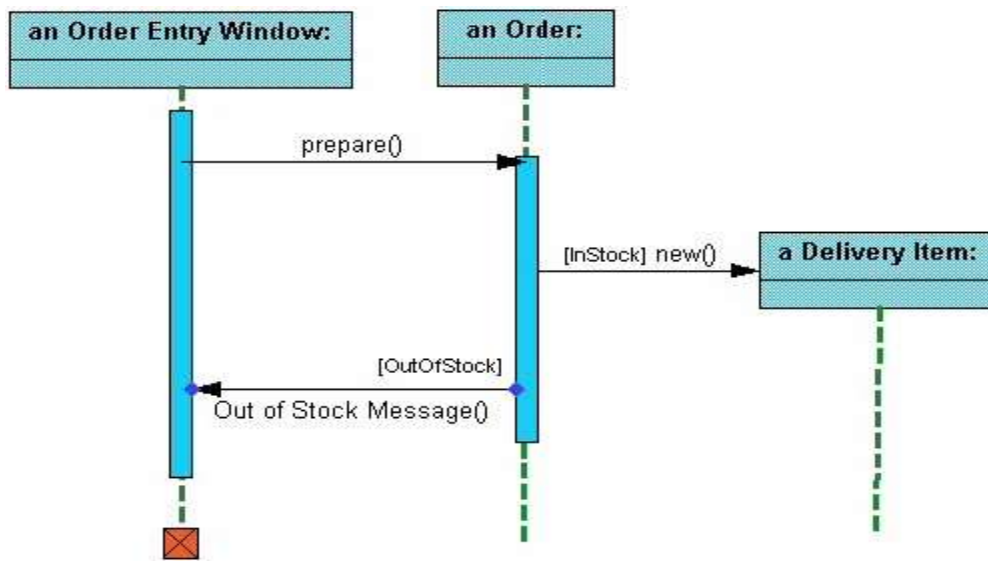 an Order Entry Window:
an Order:
prepare()
[InStock] new()
a Delivery Item:
[OutOfStock]
Out of Stock Message()